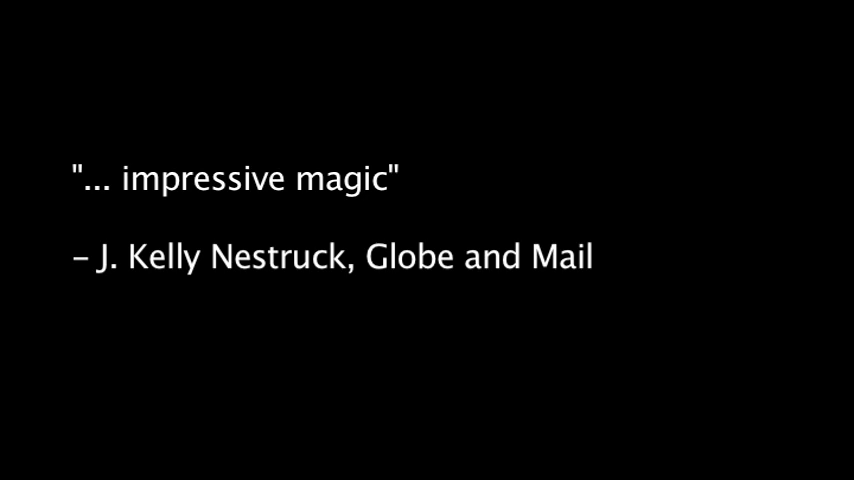 "... impressive magic"
– J. Kelly Nestruck, Globe and Mail